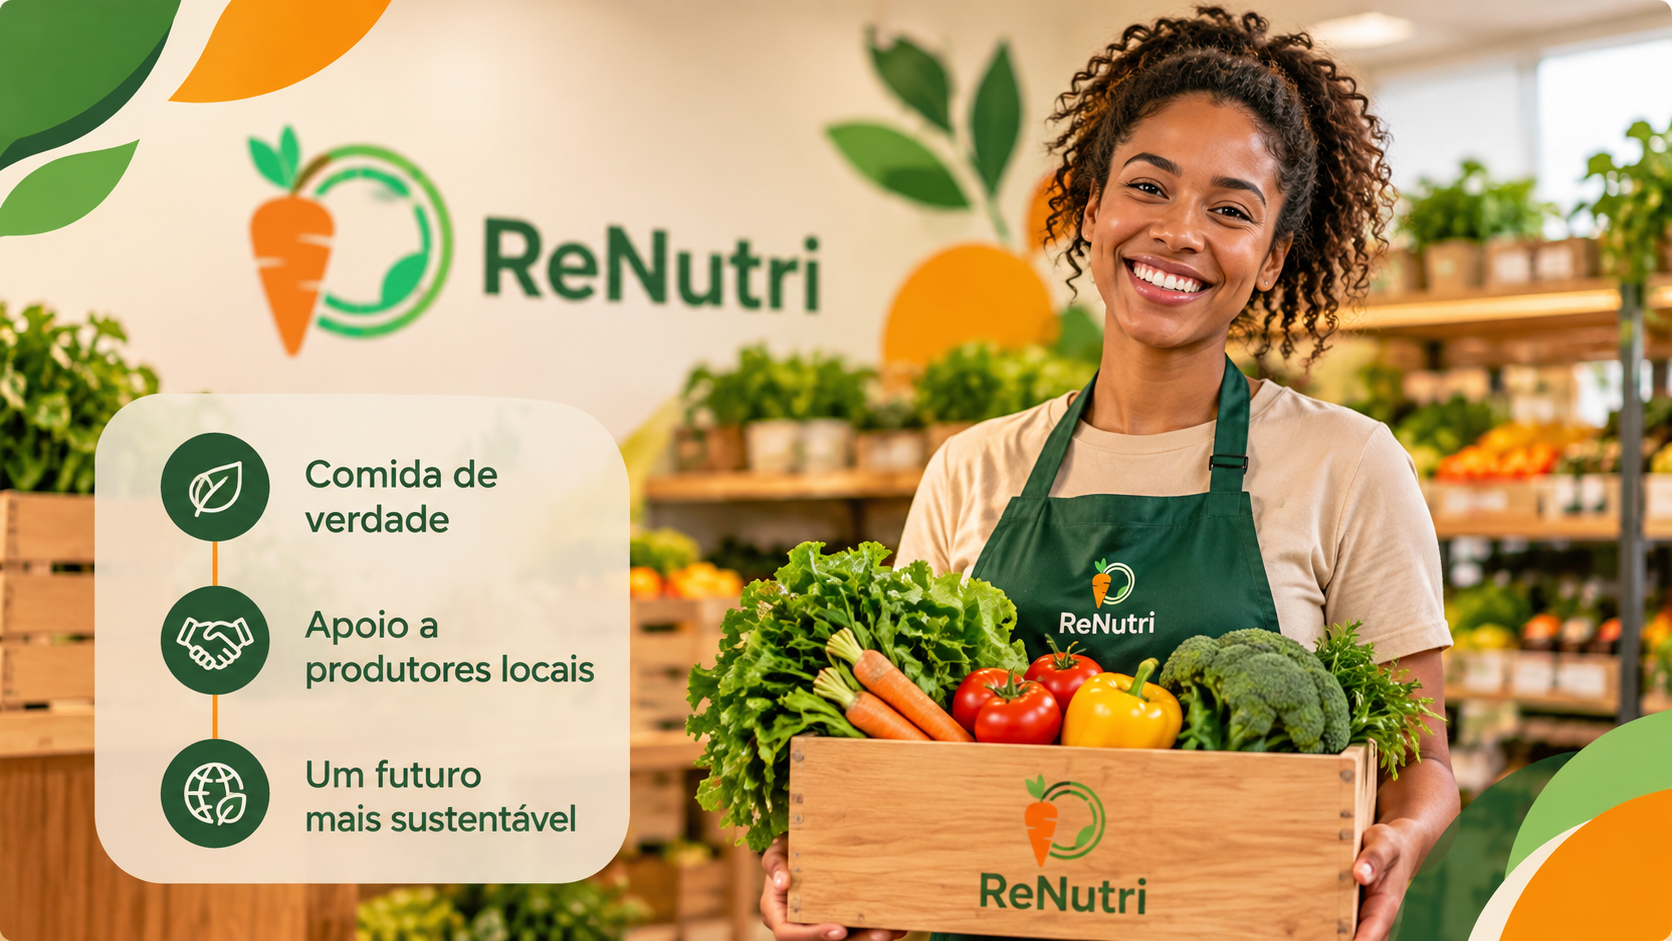 ReNutri
Comida de
verdade
Apoio a
produtores locais
Um futuro
mais sustentável
ReNutri
ReNutri